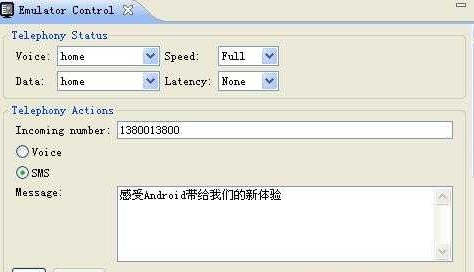 Emulator Control
Telephony Status
Voice: home Speed: Full
Data: home Latency: None
Telephony Actions
Incoming number: 1380013800
Voice
SMS
Message: 感受Android带给我们的新体验